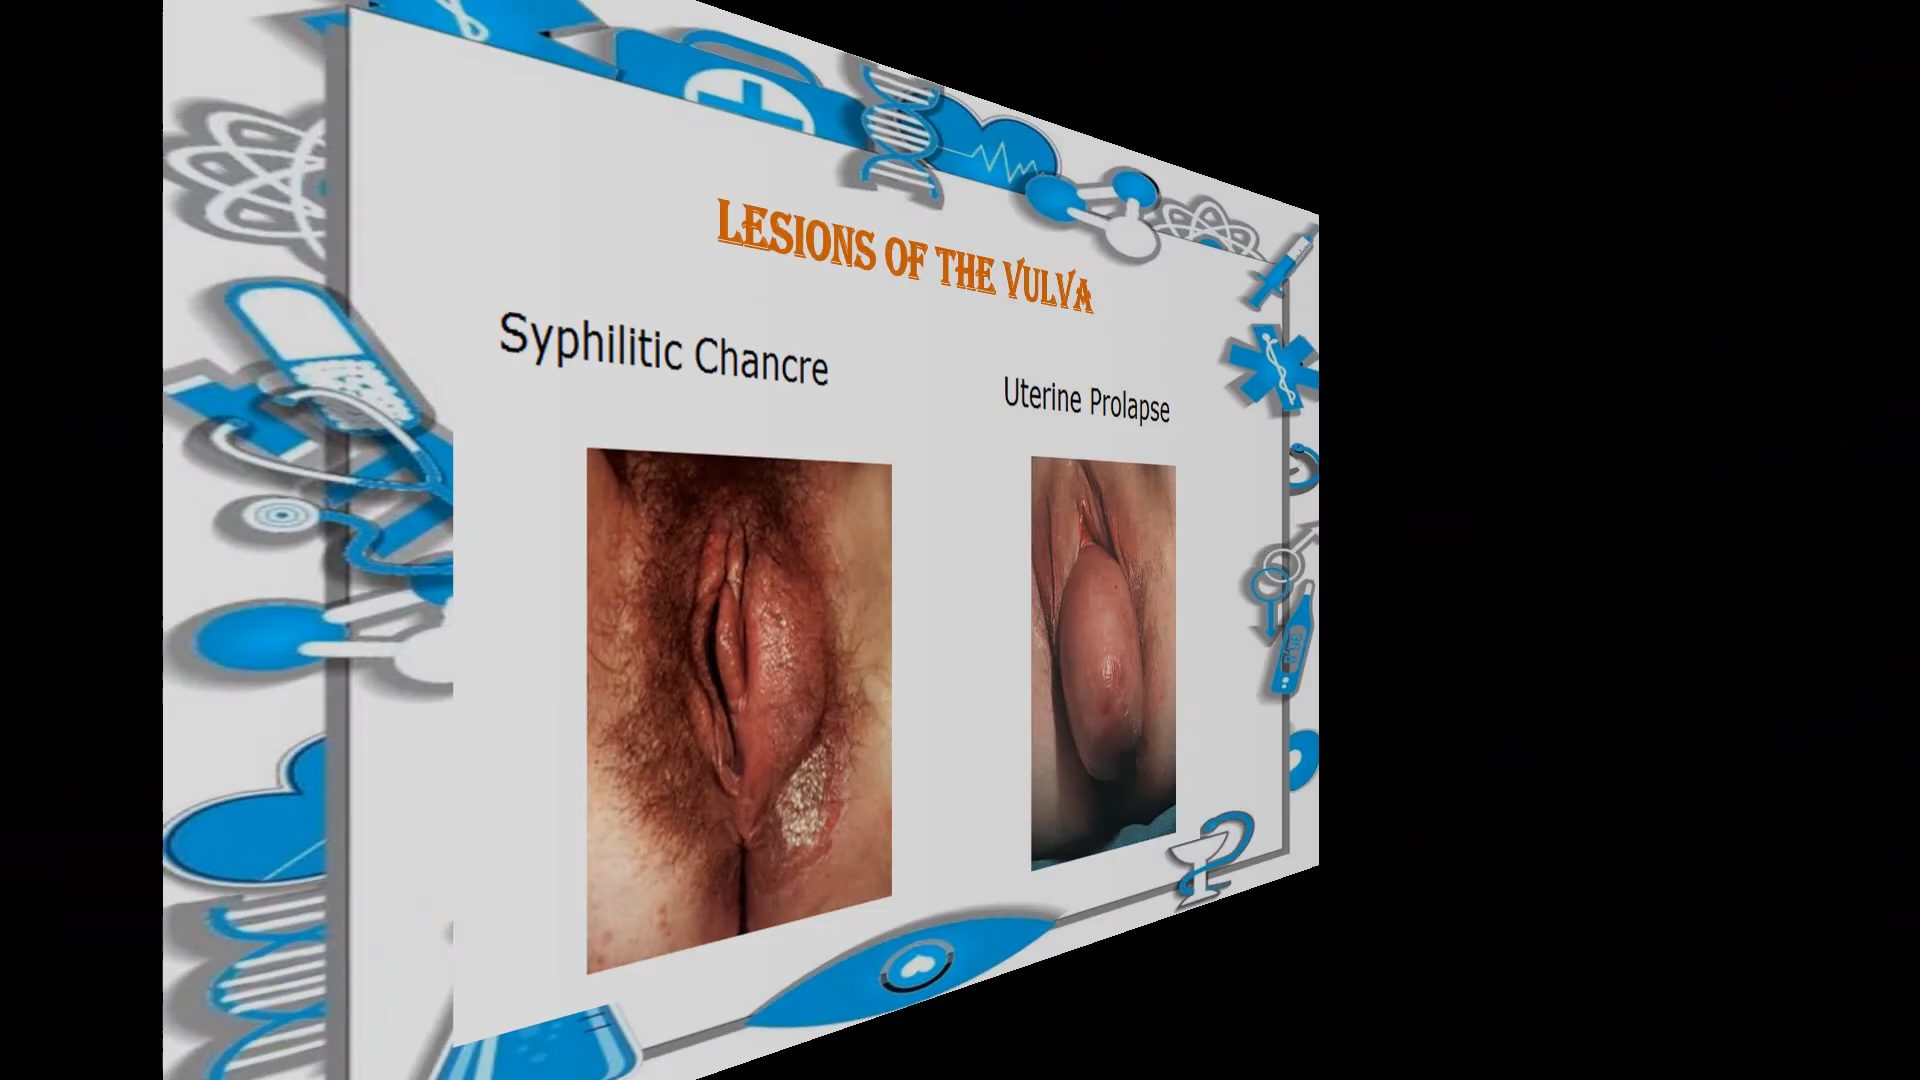 LESIONS OF THE VULVA
Syphilitic Chancre
Uterine Prolapse